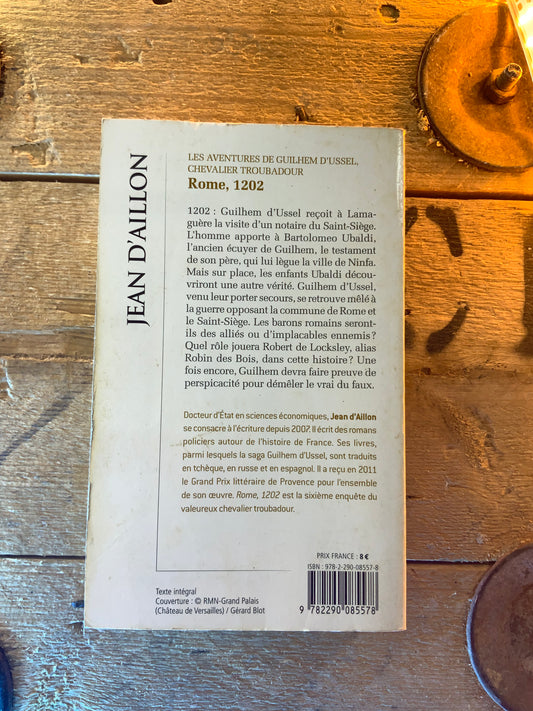 JEAN D'AILLON
LES AVENTURES DE GUILHEM D'USSEL,
CHEVALIER TROUBADOUR
Rome, 1202
1202 : Guilhem d'Ussel reçoit à Lama-
guère la visite d'un notaire du Saint-Siège.
L'homme apporte à Bartolomeo Ubaldi,
l'ancien écuyer de Guilhem, le testament
de son père, qui lui lègue la ville de Ninfa.
Mais sur place, les enfants Ubaldi décou-
vriront une autre vérité. Guilhem d'Ussel,
venu leur porter secours, se retrouve mêlé à
la guerre opposant la commune de Rome et
le Saint-Siège. Les barons romains seront-
ils des alliés ou d'implacables ennemis ?
Quel rôle jouera Robert de Locksley, alias
Robin des Bois, dans cette histoire ? Une
fois encore, Guilhem devra faire preuve de
perspicacité pour démêler le vrai du faux.
Docteur d'État en sciences économiques, Jean d'Aillon
se consacre à l'écriture depuis 2007. Il écrit des romans
policiers autour de l'histoire de France. Ses livres,
parmi lesquels la saga Guilhem d'Ussel, sont traduits
en tchèque, en russe et en espagnol. Il a reçu en 2011
le Grand Prix littéraire de Provence pour l'ensemble
de son œuvre. Rome, 1202 est la sixième enquête du
valeureux chevalier troubadour.
PRIX FRANCE : 8 €
ISBN : 978-2-290-08557-8
9 782290 085578
Texte intégral
Couverture : © RMN-Grand Palais
(Château de Versailles) / Gérard Blot